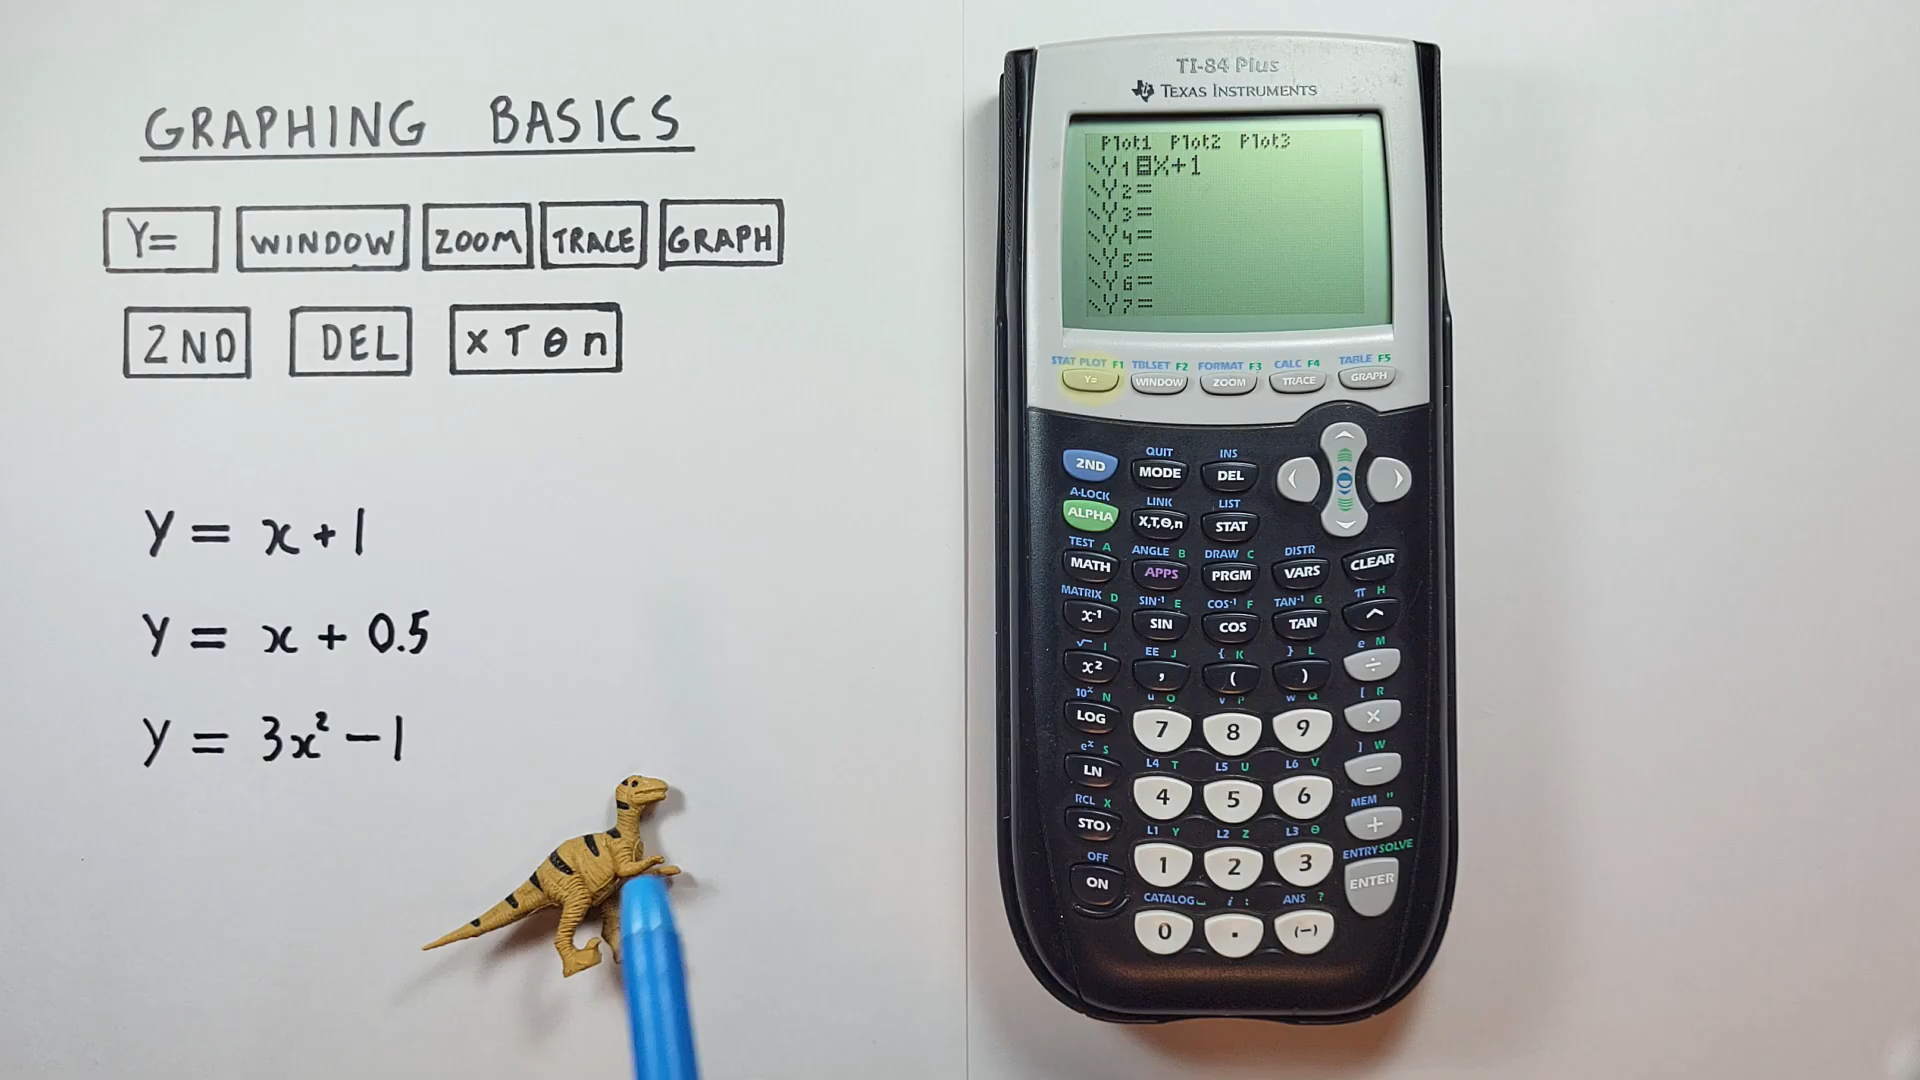 GRAPHING BASICS
Y= WINDOW ZOOM TRACE GRAPH
2ND DEL X T θ n
Y = x + 1
Y = x + 0.5
Y = 3x² - 1
TI-84 Plus
TEXAS INSTRUMENTS
Plot1 Plot2 Plot3
\Y1=X+1
\Y2=
\Y3=
\Y4=
\Y5=
\Y6=
\Y7=
STAT PLOT F1 TBLSET F2 FORMAT F3 CALC F4 TABLE F5
Y= WINDOW ZOOM TRACE GRAPH
QUIT INS
2ND MODE DEL
A-LOCK LINK LIST
ALPHA X,T,θ,n STAT
TEST A ANGLE B DRAW C DISTR
MATH APPS PRGM VARS CLEAR
MATRIX D SIN⁻¹ E COS⁻¹ F TAN⁻¹ G π H
x⁻¹ SIN COS TAN ^
√ I EE J { K } L e M
x² , ( ) ÷
10ˣ N u O v P w Q [ R
LOG 7 8 9 ×
eˣ S L4 T L5 U L6 V ] W
LN 4 5 6 −
RCL X L1 Y L2 Z L3 θ MEM "
STO› 1 2 3 +
OFF CATALOG ⎵ i : ANS ? ENTRY SOLVE
ON 0 . (−) ENTER